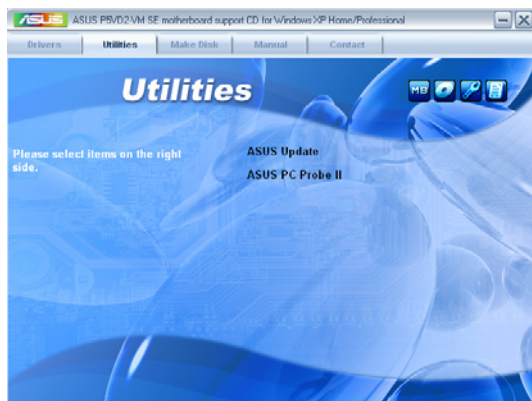 ASUS ASUS P5VD2-VM SE motherboard support CD for Windows XP Home/Professional
Drivers Utilities Make Disk Manual Contact
Utilities
MB
Please select items on the right
side.
ASUS Update
ASUS PC Probe II